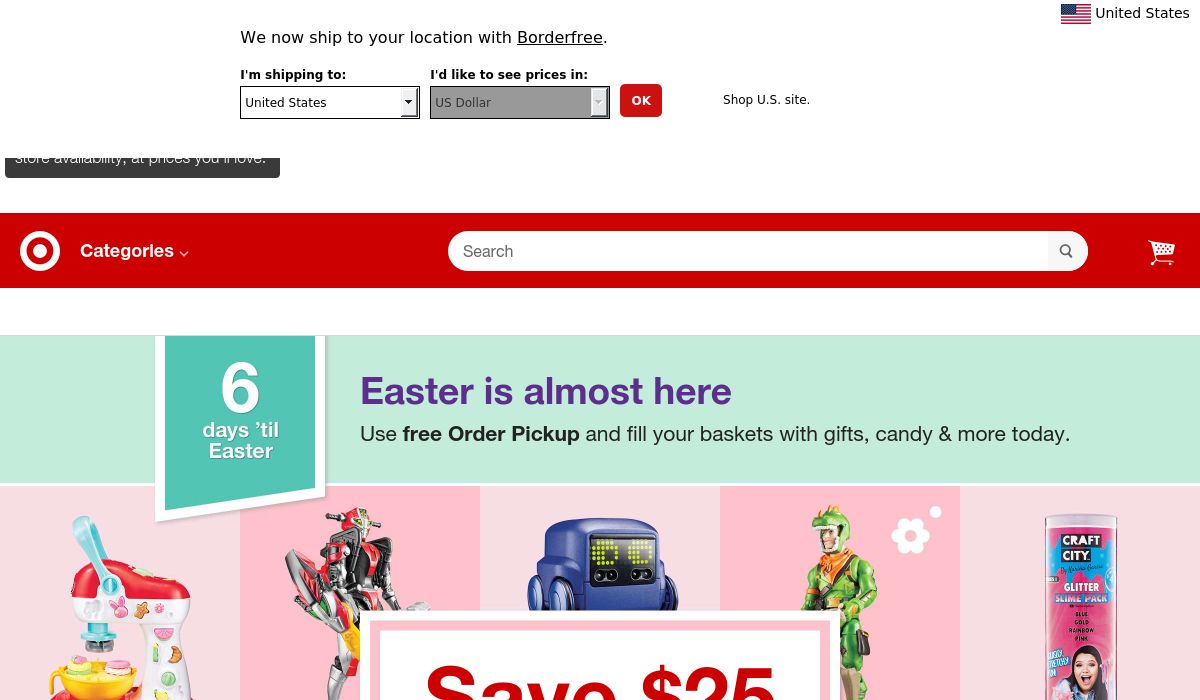 United States
We now ship to your location with Borderfree.
I'm shipping to:
I'd like to see prices in:
United States
US Dollar
OK
Shop U.S. site.
store availability, at prices you'll love.
Categories
Search
6
days ’til
Easter
Easter is almost here
Use free Order Pickup and fill your baskets with gifts, candy & more today.
CRAFT
CITY
GLITTER
SLIME PACK
BLUE
GOLD
RAINBOW
PINK
Save $25